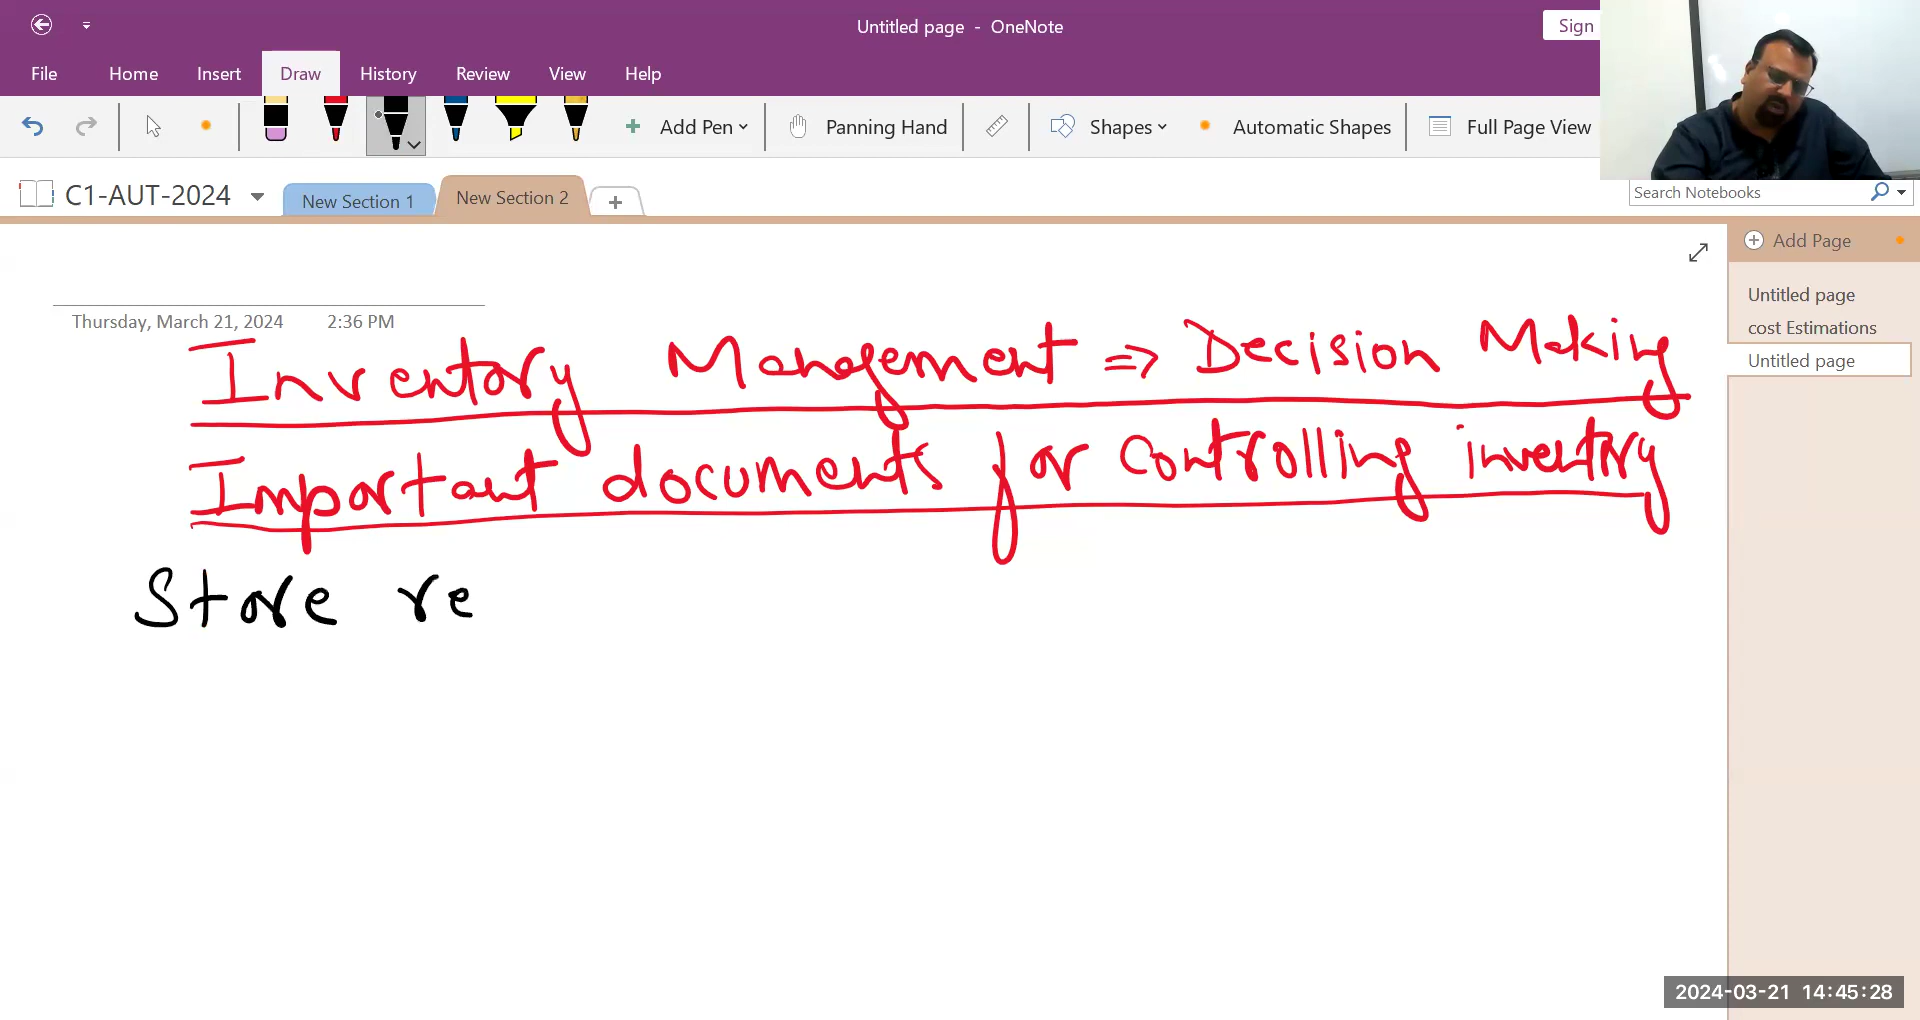 Untitled page - OneNote
Sign
File Home Insert Draw History Review View Help
Add Pen Panning Hand Shapes Automatic Shapes Full Page View
C1-AUT-2024 New Section 1 New Section 2 +
Search Notebooks
Add Page
Untitled page
cost Estimations
Untitled page
Thursday, March 21, 2024 2:36 PM
Inventory Management ⇒ Decision Making
Important documents for controlling inventory
Store re
2024-03-21 14:45:28